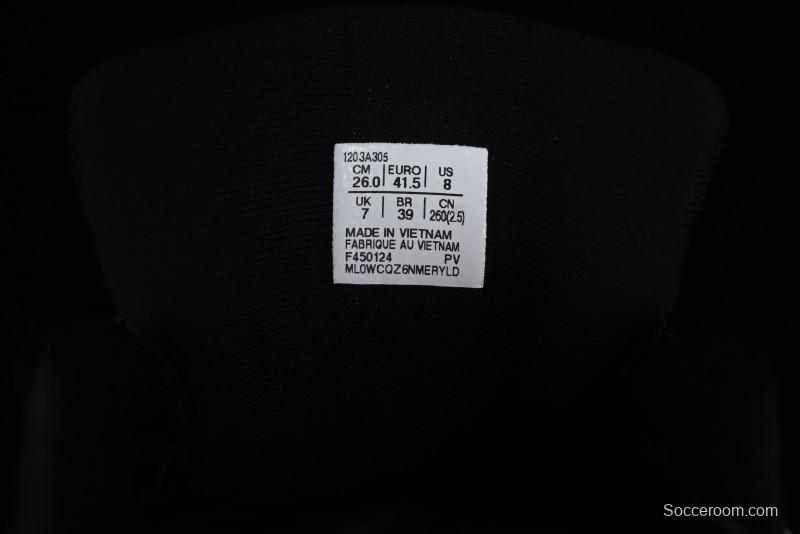 1203A305
CM EURO US
26.0 41.5 8
UK BR CN
7 39 260(2.5)
MADE IN VIETNAM
FABRIQUE AU VIETNAM
F450124 PV
ML0WCQZ6NMERYLD
Socceroom.com